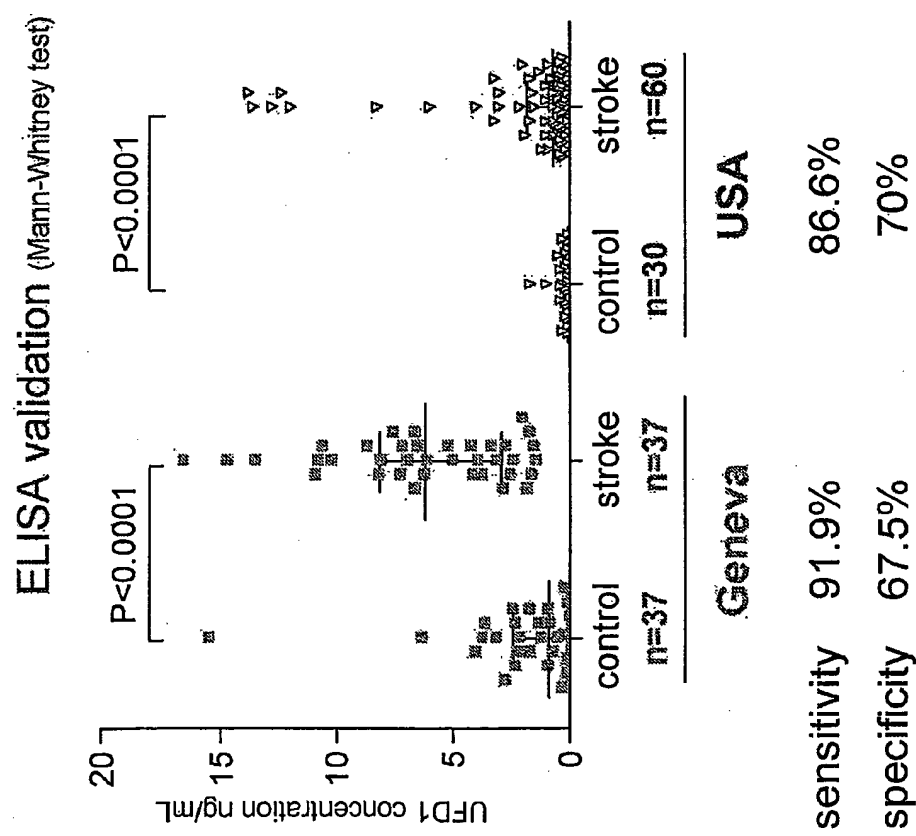 ELISA validation (Mann-Whitney test)
P<0.0001 P<0.0001
20
15
10
5
0
UFD1 concentration ng/mL
control stroke control stroke
n=37 n=37 n=30 n=60
Geneva USA
sensitivity 91.9% 86.6%
specificity 67.5% 70%